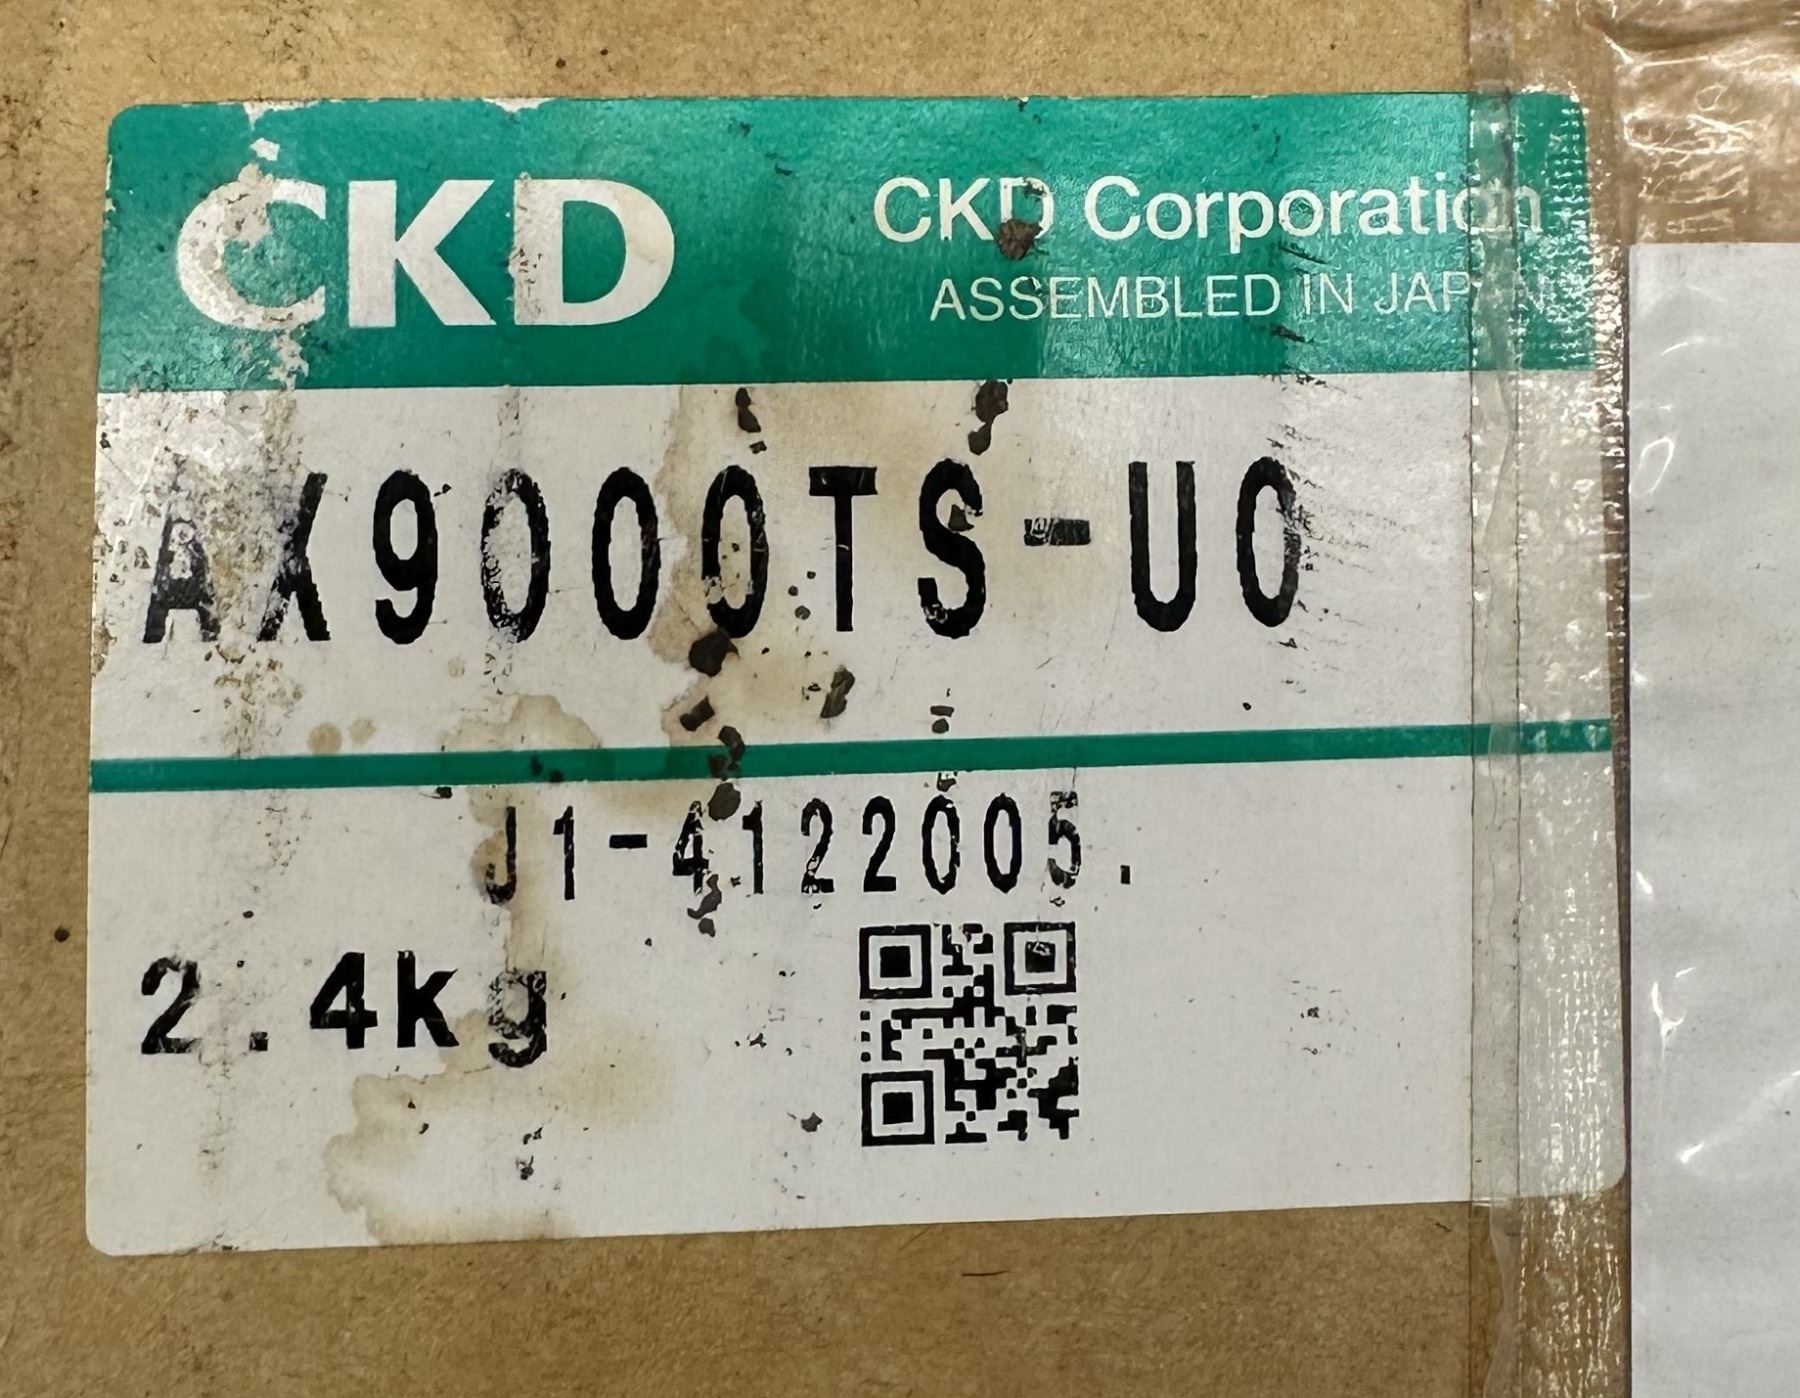 CKD
CKD Corporation
ASSEMBLED IN JAPAN
AX9000TS-U0
J1-4122005.
2.4kg